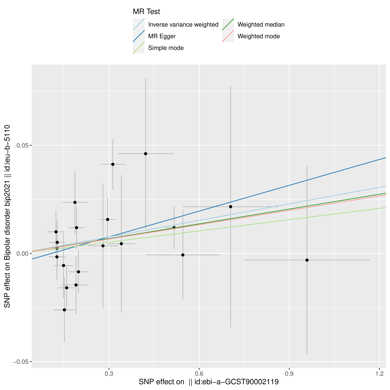 MR Test
Inverse variance weighted
Weighted median
MR Egger
Weighted mode
Simple mode
SNP effect on Bipolar disorder bip2021 || id:ieu-b-5110
0.05
0.00
-0.05
0.3
0.6
0.9
1.2
SNP effect on || id:ebi-a-GCST90002119